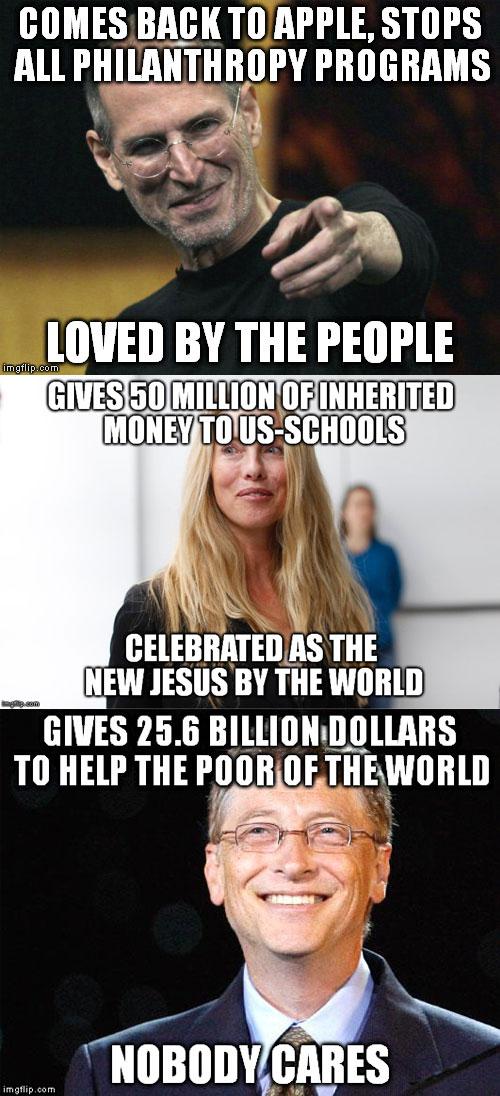 COMES BACK TO APPLE, STOPS
ALL PHILANTHROPY PROGRAMS
LOVED BY THE PEOPLE
imgflip.com
GIVES 50 MILLION OF INHERITED
MONEY TO US-SCHOOLS
CELEBRATED AS THE
NEW JESUS BY THE WORLD
imgflip.com
GIVES 25.6 BILLION DOLLARS
TO HELP THE POOR OF THE WORLD
NOBODY CARES
imgflip.com